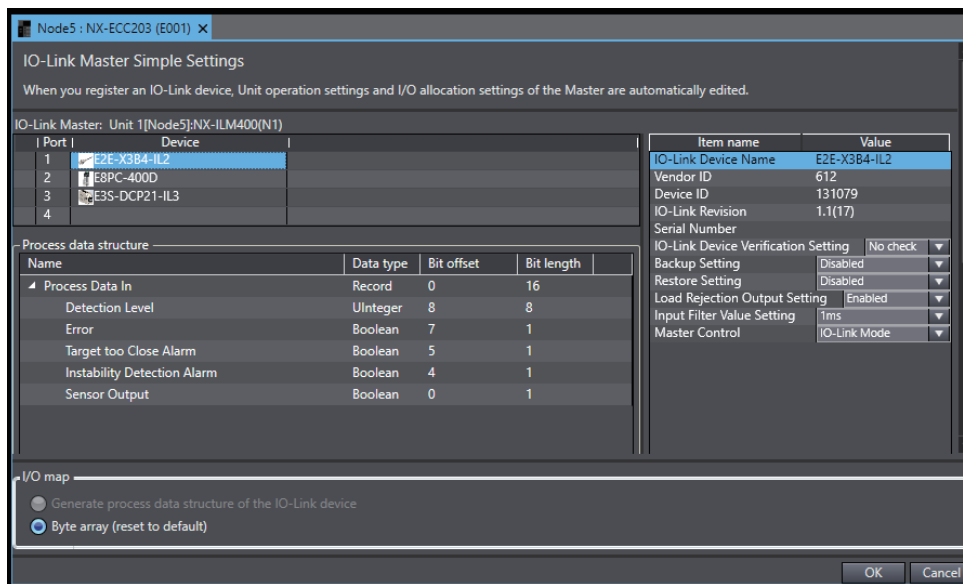 Node5 : NX-ECC203 (E001) X
IO-Link Master Simple Settings
When you register an IO-Link device, Unit operation settings and I/O allocation settings of the Master are automatically edited.
IO-Link Master: Unit 1[Node5]:NX-ILM400(N1)
Port Device
1 E2E-X3B4-IL2
2 E8PC-400D
3 E3S-DCP21-IL3
4
Item name Value
IO-Link Device Name E2E-X3B4-IL2
Vendor ID 612
Device ID 131079
IO-Link Revision 1.1(17)
Serial Number
IO-Link Device Verification Setting No check
Backup Setting Disabled
Restore Setting Disabled
Load Rejection Output Setting Enabled
Input Filter Value Setting 1ms
Master Control IO-Link Mode
Process data structure
Name Data type Bit offset Bit length
Process Data In Record 0 16
Detection Level UInteger 8 8
Error Boolean 7 1
Target too Close Alarm Boolean 5 1
Instability Detection Alarm Boolean 4 1
Sensor Output Boolean 0 1
I/O map
Generate process data structure of the IO-Link device
Byte array (reset to default)
OK Cancel